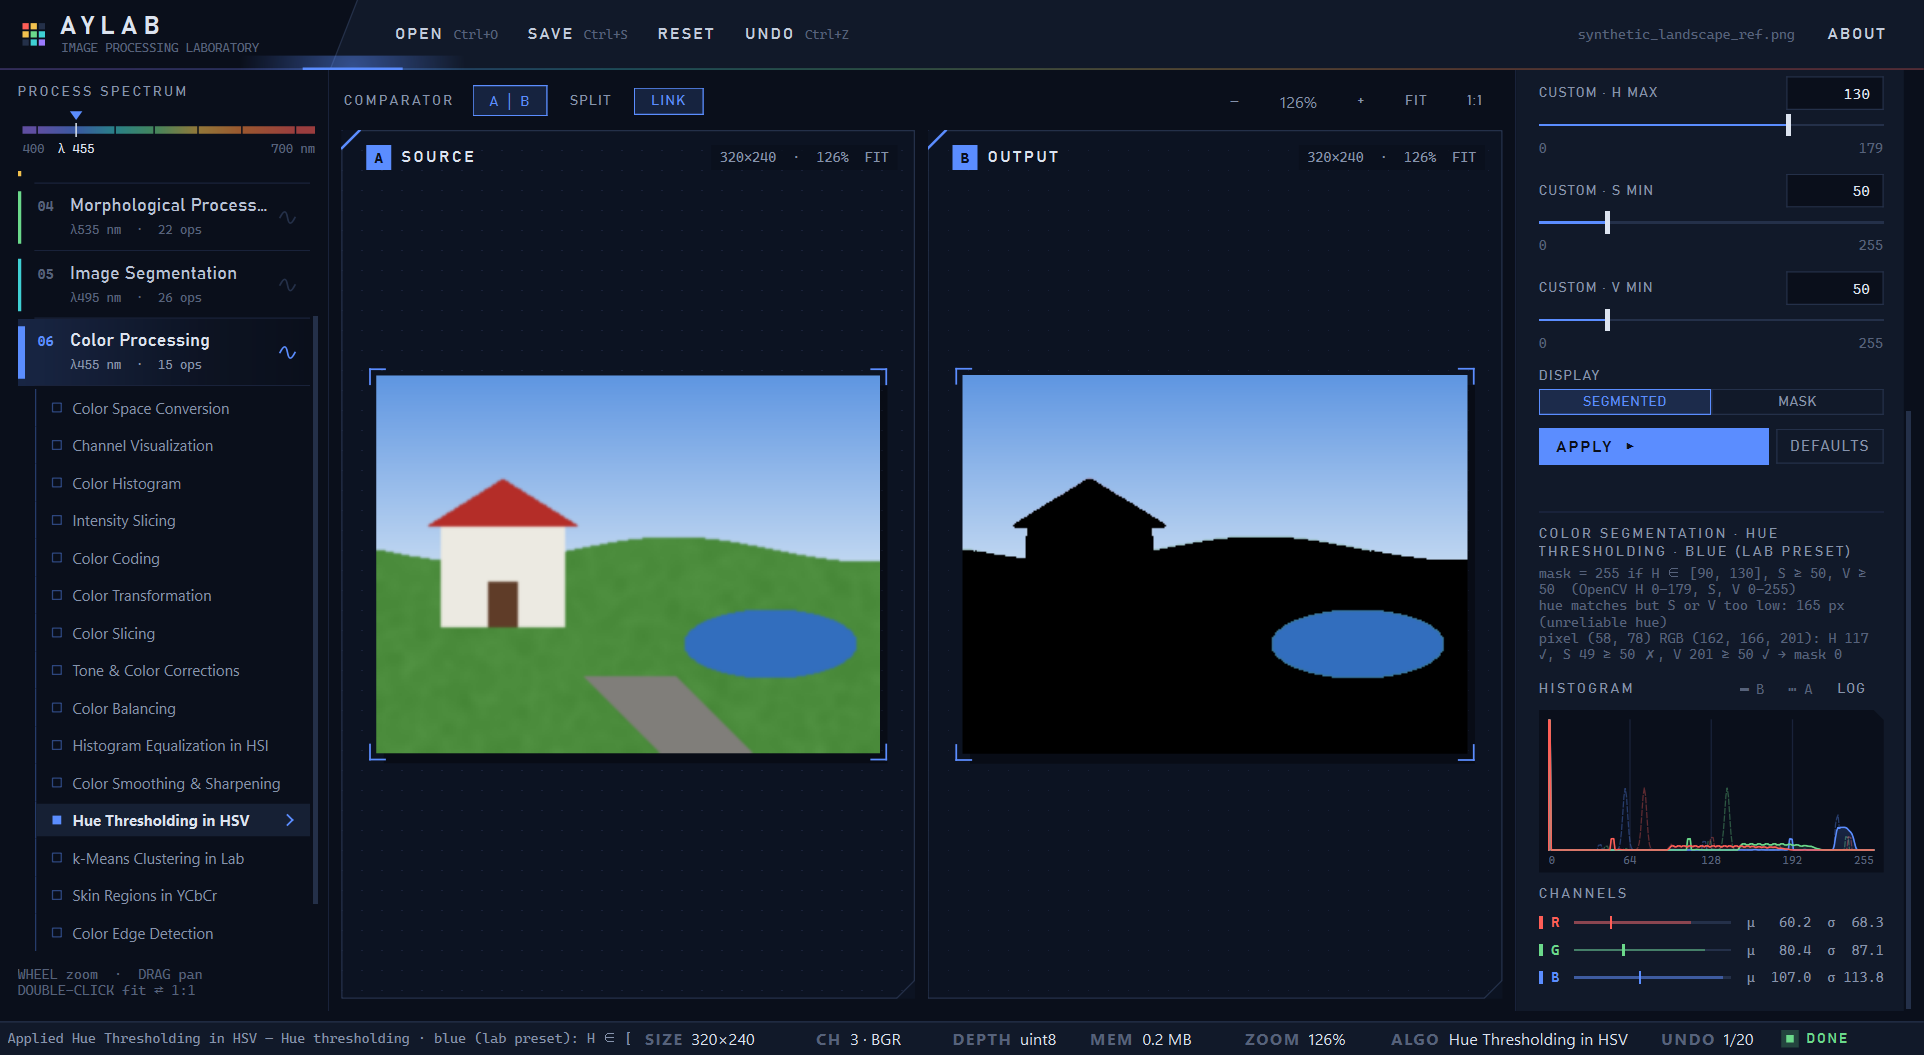 AYLAB
IMAGE PROCESSING LABORATORY
OPEN Ctrl+O SAVE Ctrl+S RESET UNDO Ctrl+Z
synthetic_landscape_ref.png ABOUT
PROCESS SPECTRUM
400 λ 455 700 nm
04 Morphological Process…
λ535 nm · 22 ops
05 Image Segmentation
λ495 nm · 26 ops
06 Color Processing
λ455 nm · 15 ops
Color Space Conversion
Channel Visualization
Color Histogram
Intensity Slicing
Color Coding
Color Transformation
Color Slicing
Tone & Color Corrections
Color Balancing
Histogram Equalization in HSI
Color Smoothing & Sharpening
Hue Thresholding in HSV
k-Means Clustering in Lab
Skin Regions in YCbCr
Color Edge Detection
WHEEL zoom · DRAG pan
DOUBLE-CLICK fit ⇄ 1:1
COMPARATOR A | B SPLIT LINK
− 126% + FIT 1:1
A SOURCE 320×240 · 126% FIT
B OUTPUT 320×240 · 126% FIT
CUSTOM · H MAX 130
0 179
CUSTOM · S MIN 50
0 255
CUSTOM · V MIN 50
0 255
DISPLAY
SEGMENTED MASK
APPLY ▸ DEFAULTS
COLOR SEGMENTATION · HUE
THRESHOLDING · BLUE (LAB PRESET)
mask = 255 if H ∈ [90, 130], S ≥ 50, V ≥
50 (OpenCV H 0–179, S, V 0–255)
hue matches but S or V too low: 165 px
(unreliable hue)
pixel (58, 78) RGB (162, 166, 201): H 117
✓, S 49 ≥ 50 ✗, V 201 ≥ 50 ✓ → mask 0
HISTOGRAM B A LOG
0 64 128 192 255
CHANNELS
R μ 60.2 σ 68.3
G μ 80.4 σ 87.1
B μ 107.0 σ 113.8
Applied Hue Thresholding in HSV — Hue thresholding · blue (lab preset): H ∈ [
SIZE 320×240 CH 3 · BGR DEPTH uint8 MEM 0.2 MB ZOOM 126% ALGO Hue Thresholding in HSV UNDO 1/20 DONE